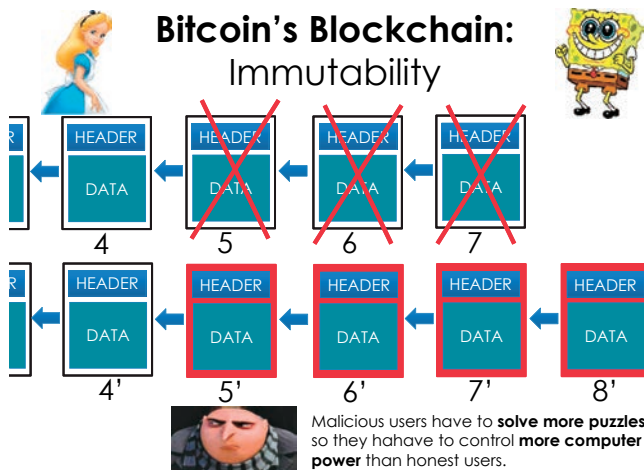 Bitcoin's Blockchain:
Immutability
R HEADER HEADER HEADER HEADER
DATA DATA DATA DATA
4 5 6 7
R HEADER HEADER HEADER HEADER HEADER
DATA DATA DATA DATA DATA
4' 5' 6' 7' 8'
Malicious users have to solve more puzzles
so they hahave to control more computer
power than honest users.